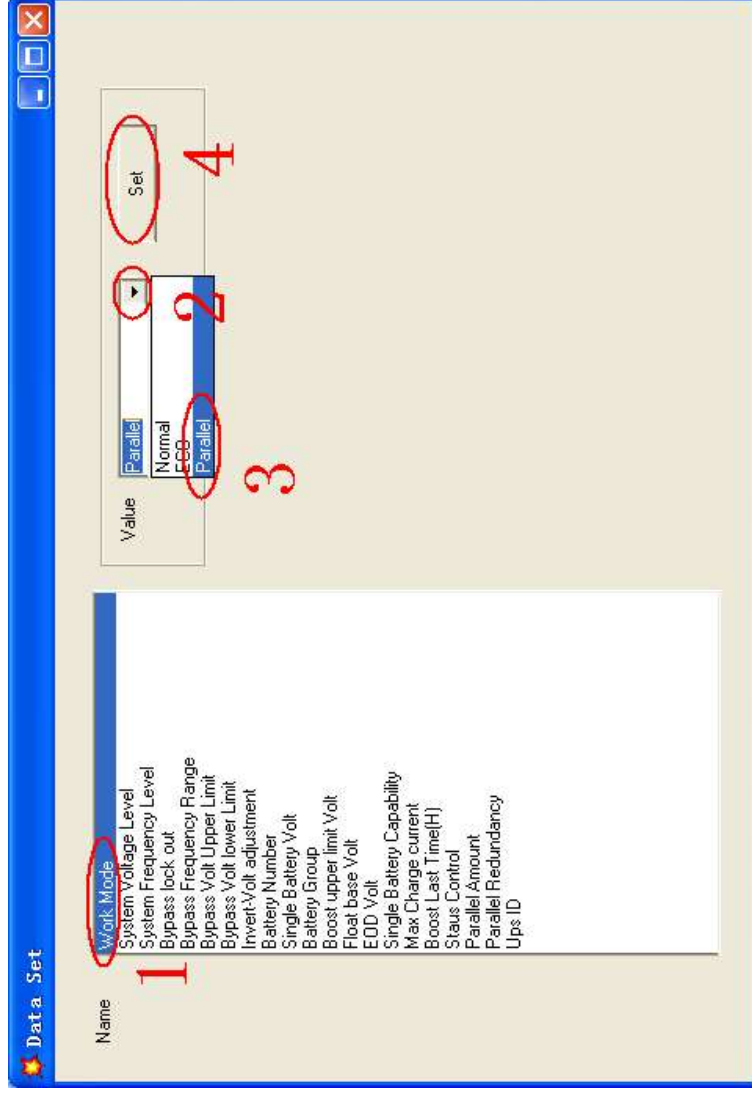 Data Set
Name
Work Mode
System Voltage Level
System Frequency Level
Bypass lock out
Bypass Frequency Range
Bypass Volt Upper Limit
Bypass Volt lower Limit
Invert-Volt adjustment
Battery Number
Single Battery Volt
Battery Group
Boost upper limit Volt
Float base Volt
EOD Volt
Single Battery Capability
Max Charge current
Boost Last Time(H)
Staus Control
Parallel Amount
Parallel Redundancy
Ups ID
1
Value
Parallel
Normal
ECO
Parallel
Set
2
3
4